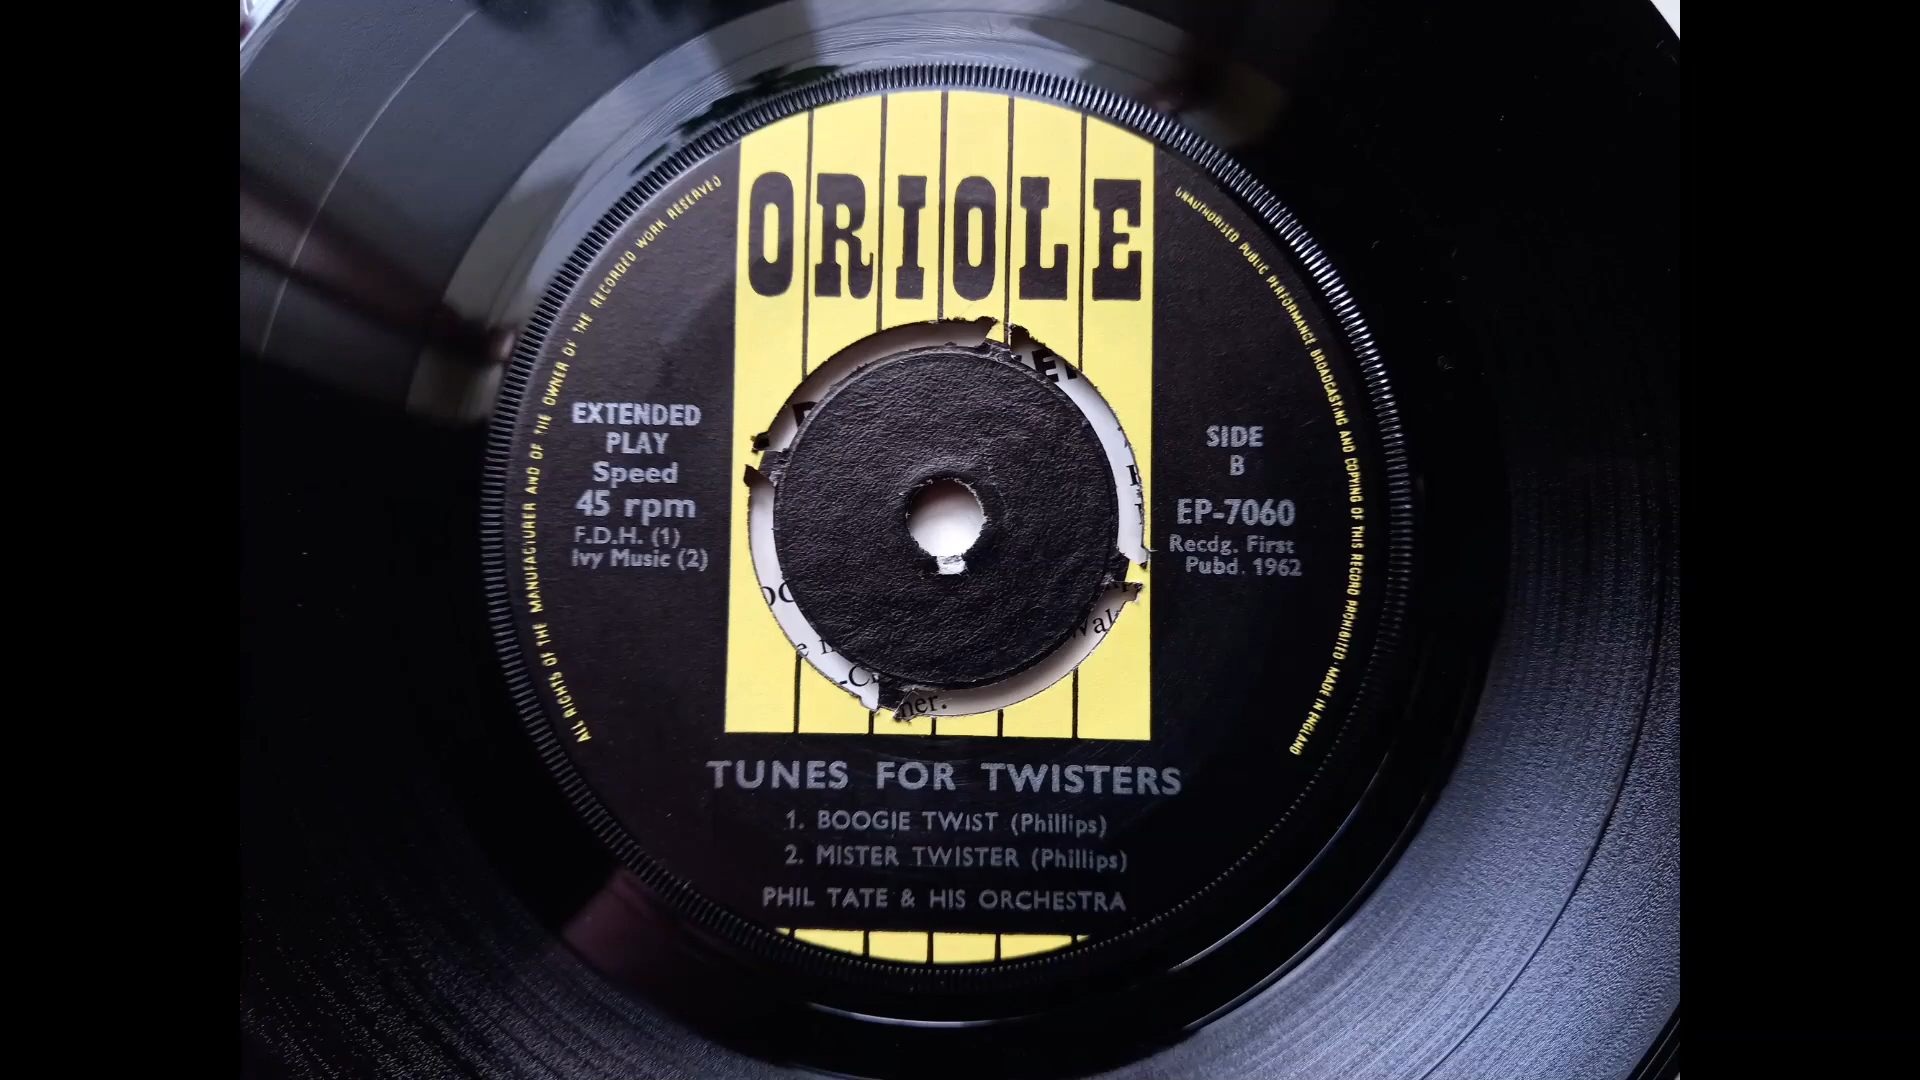 ORIOLE
ALL RIGHTS OF THE MANUFACTURER AND OF THE OWNER OF THE RECORDED WORK RESERVED
UNAUTHORISED PUBLIC PERFORMANCE, BROADCASTING AND COPYING OF THIS RECORD PROHIBITED · MADE IN ENGLAND
EXTENDED
PLAY
Speed
45 rpm
F.D.H. (1)
Ivy Music (2)
SIDE
B
EP-7060
Recdg. First
Pubd. 1962
TUNES FOR TWISTERS
1. BOOGIE TWIST (Phillips)
2. MISTER TWISTER (Phillips)
PHIL TATE & HIS ORCHESTRA